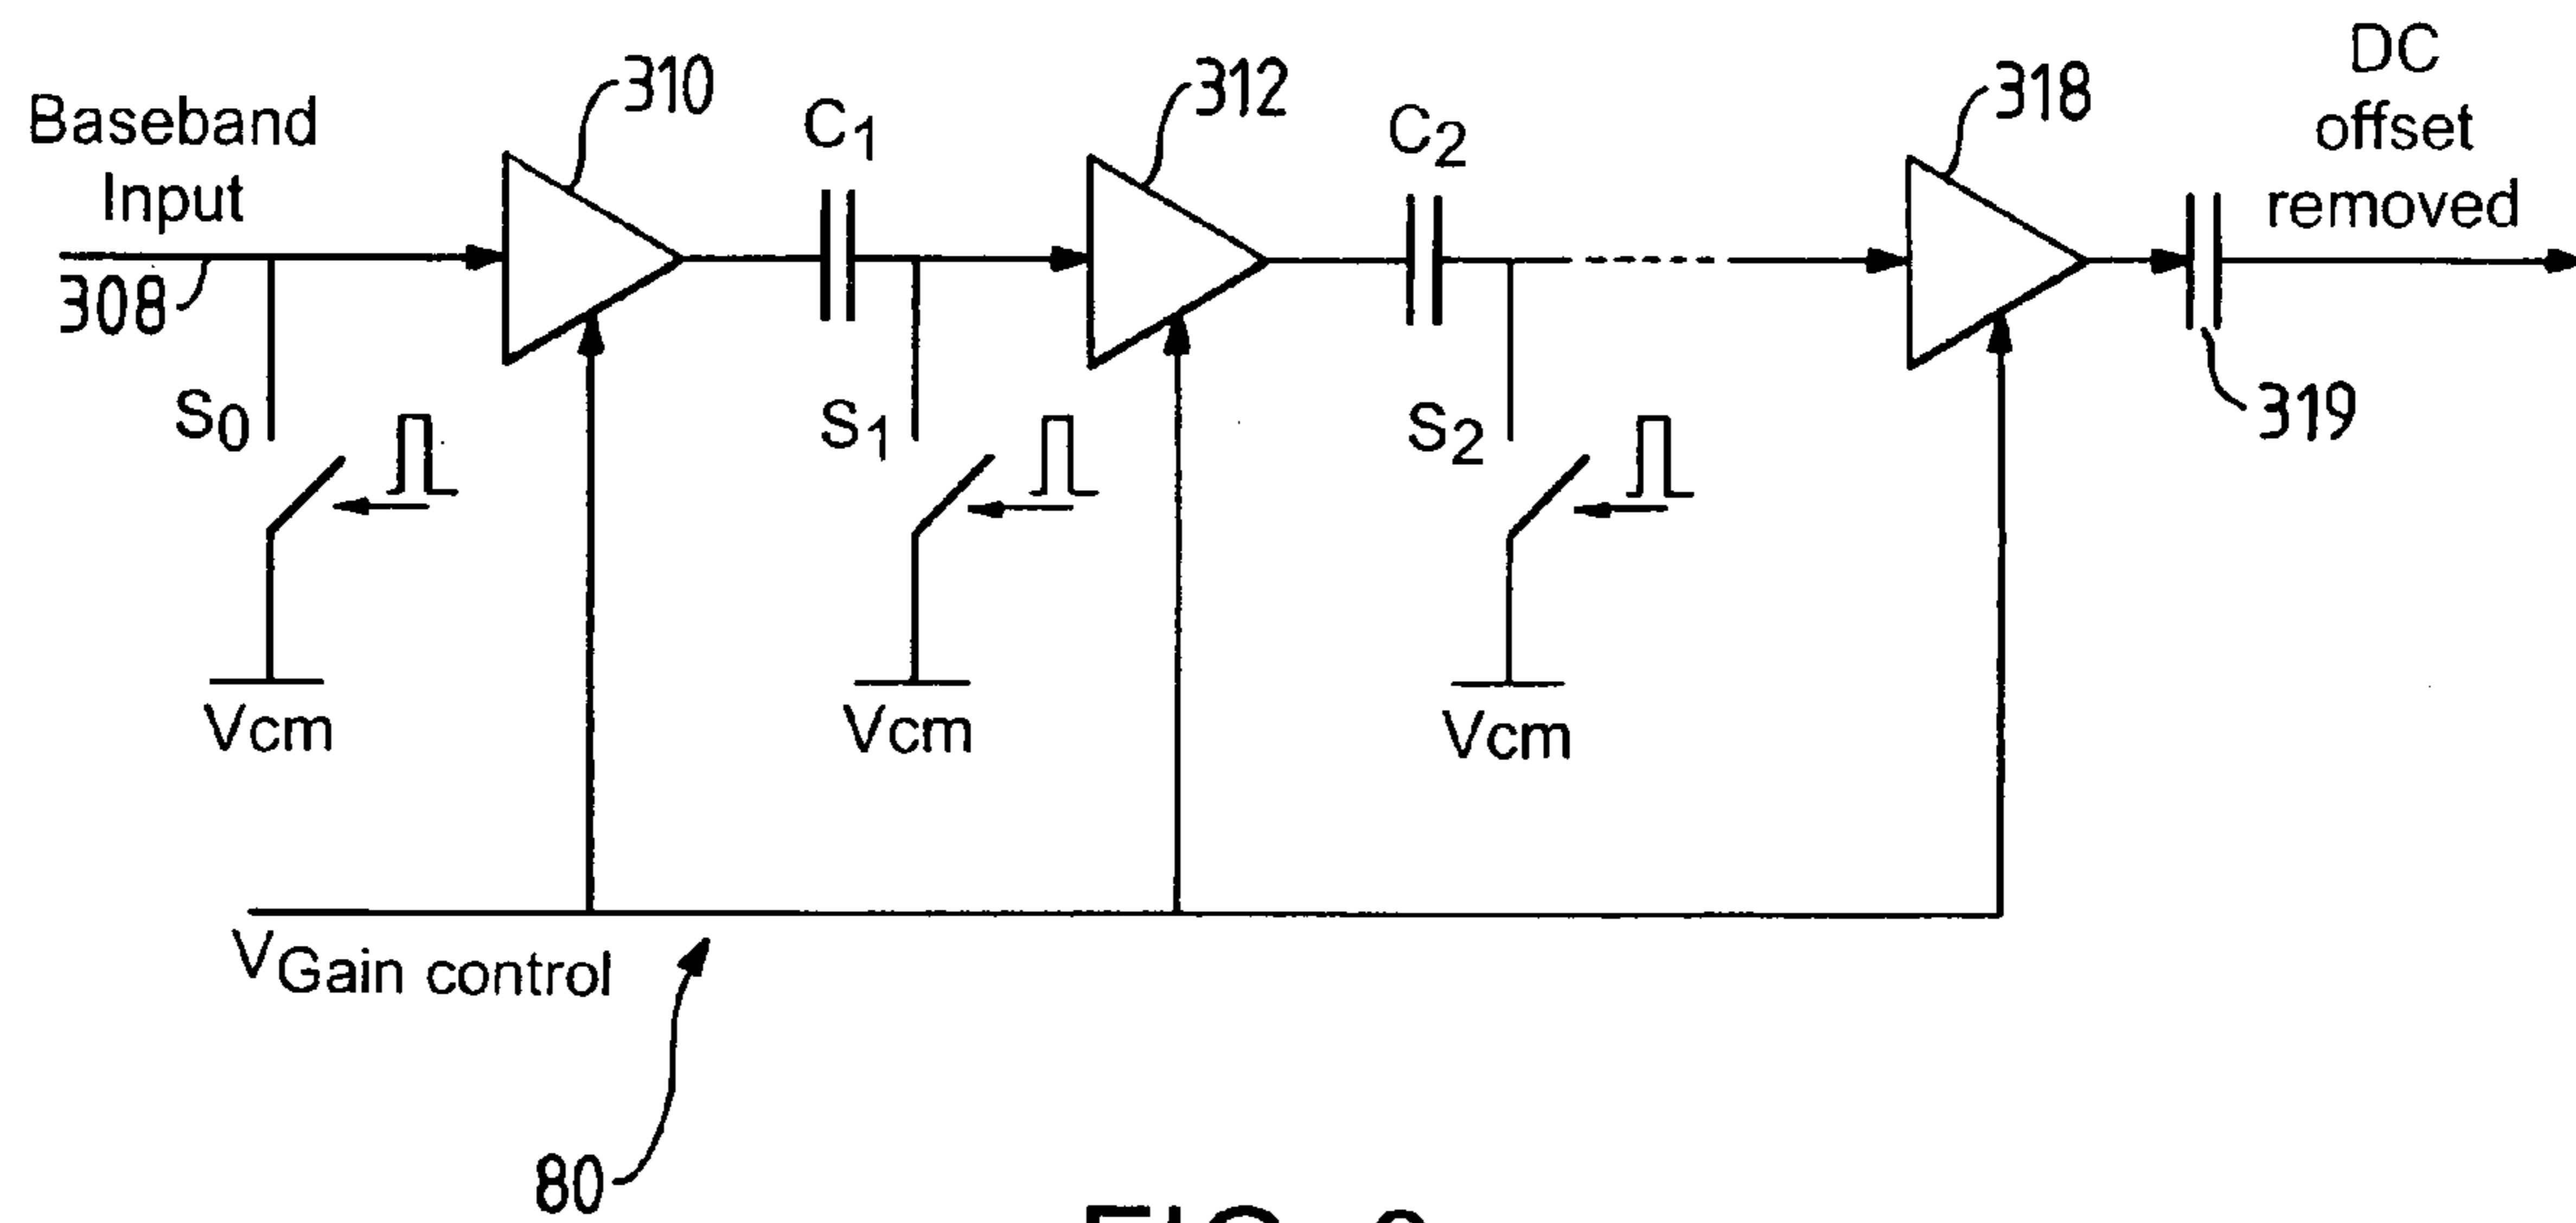 Baseband
Input
308
310
C1
312
C2
318
DC
offset
removed
319
S0
S1
S2
Vcm
Vcm
Vcm
VGain control
80